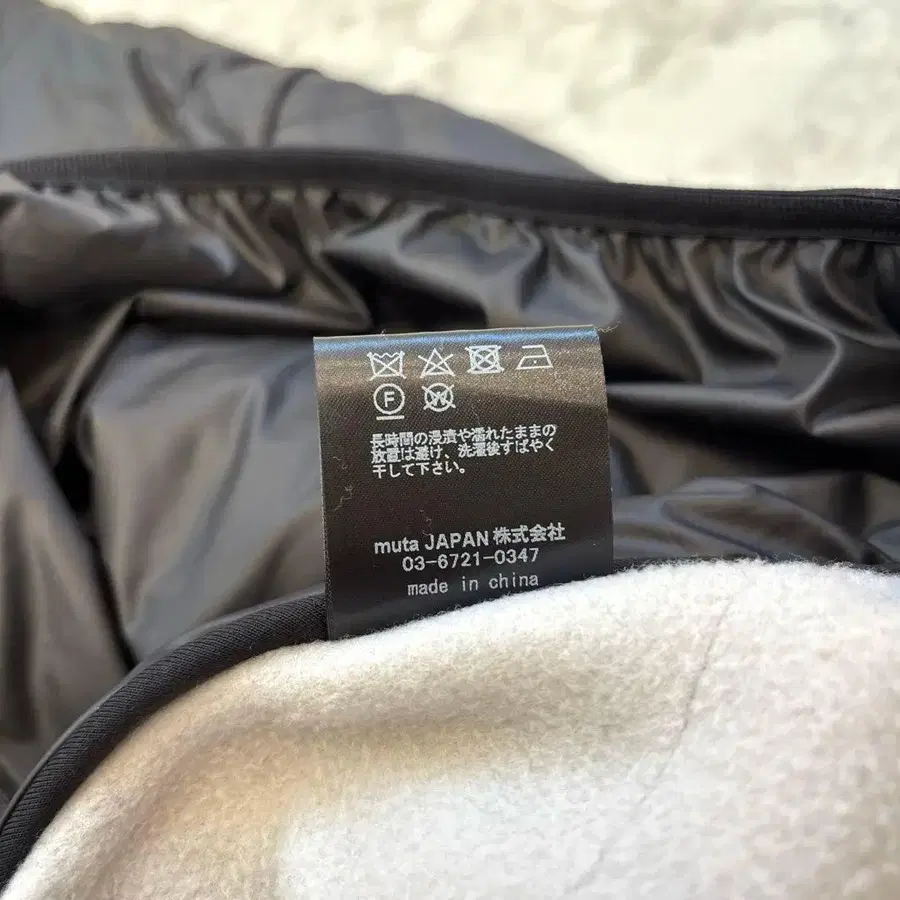 F
W
長時間の浸漬や濡れたままの
放置は避け、洗濯後すばやく
干して下さい。
muta JAPAN 株式会社
03-6721-0347
made in china